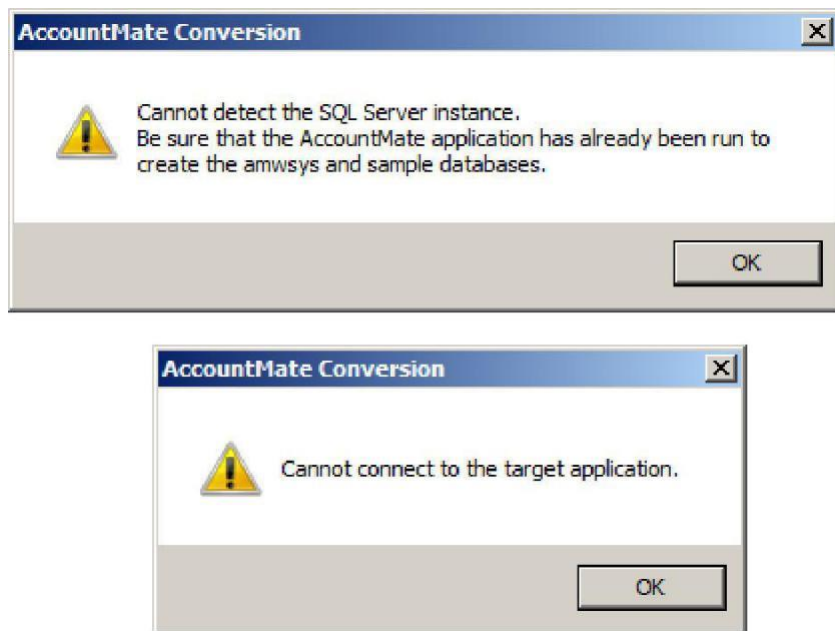 AccountMate Conversion
Cannot detect the SQL Server instance.
Be sure that the AccountMate application has already been run to
create the amwsys and sample databases.
OK
AccountMate Conversion
Cannot connect to the target application.
OK